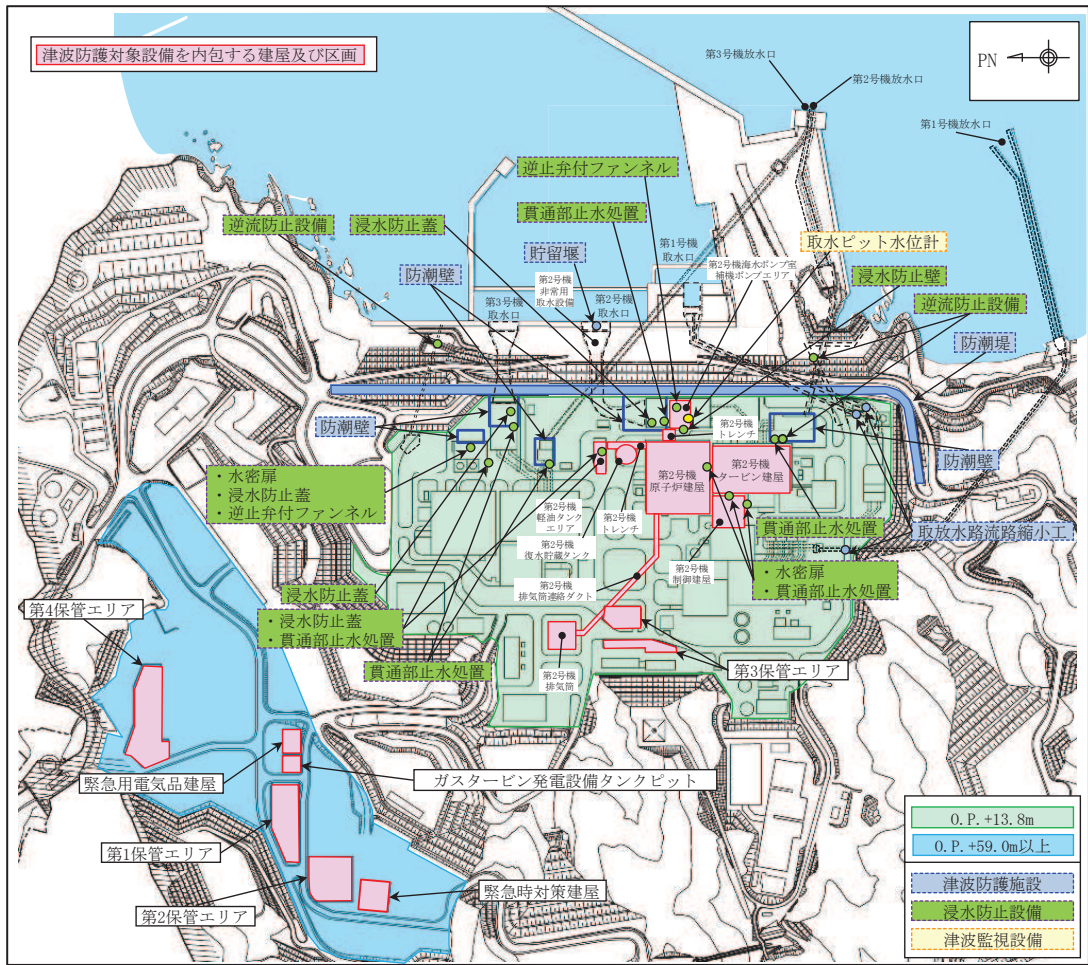 津波防護対象設備を内包する建屋及び区画
PN
第3号機放水口
第2号機放水口
第1号機放水口
逆止弁付ファンネル
貫通部止水処置
逆流防止設備
浸水防止蓋
防潮壁
貯留堰
第1号機
取水口
取水ピット水位計
第2号機海水ポンプ室
補機ポンプエリア
浸水防止壁
逆流防止設備
防潮堤
第3号機
取水口
第2号機
非常用
取水設備
第2号機
取水口
防潮壁
・水密扉
・浸水防止蓋
・逆止弁付ファンネル
第2号機
トレンチ
第2号機
原子炉建屋
第2号機
タービン建屋
防潮壁
第2号機
軽油タンク
エリア
第2号機
トレンチ
第2号機
復水貯蔵タンク
第2号機
排気筒連絡ダクト
第2号機
制御建屋
貫通部止水処置
取放水路流路縮小工
・水密扉
・貫通部止水処置
浸水防止蓋
・浸水防止蓋
・貫通部止水処置
貫通部止水処置
第2号機
排気筒
第3保管エリア
第4保管エリア
緊急用電気品建屋
ガスタービン発電設備タンクピット
第1保管エリア
第2保管エリア
緊急時対策建屋
O.P.+13.8m
O.P.+59.0m以上
津波防護施設
浸水防止設備
津波監視設備